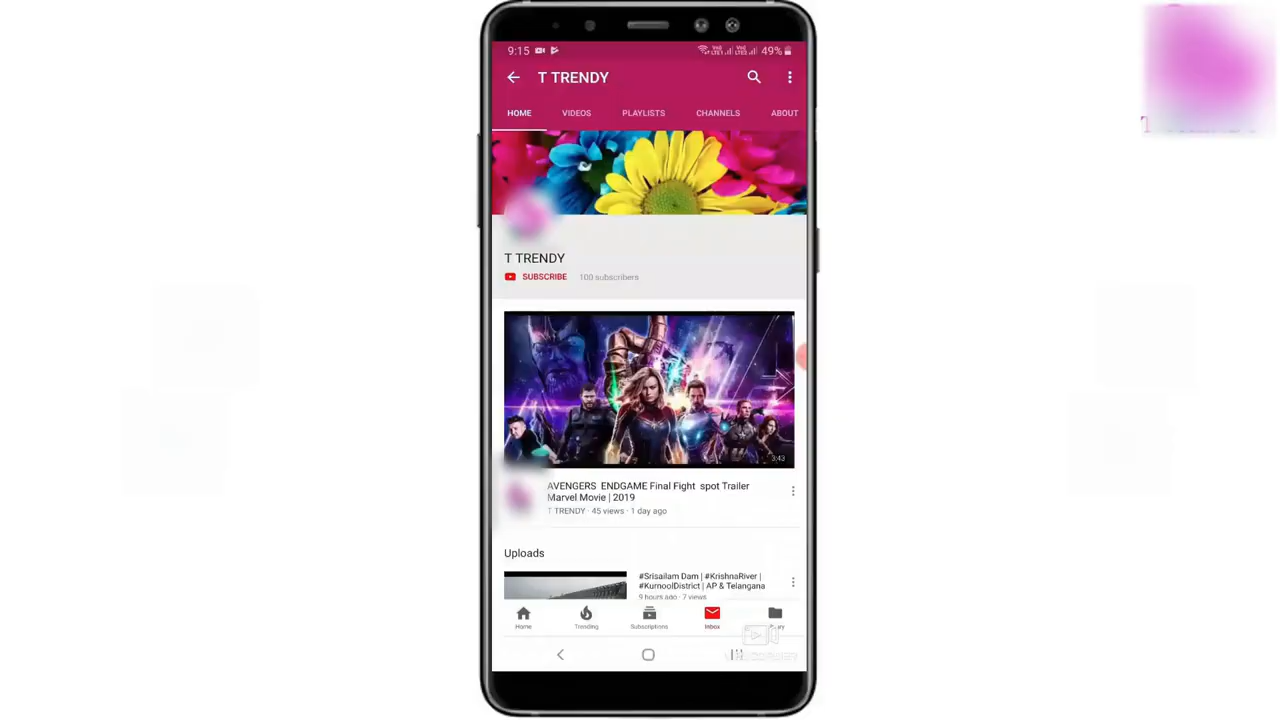 9:15
49%
T TRENDY
HOME VIDEOS PLAYLISTS CHANNELS ABOUT
T TRENDY
SUBSCRIBE 100 subscribers
3:43
AVENGERS ENDGAME Final Fight spot Trailer
Marvel Movie | 2019
T TRENDY · 45 views · 1 day ago
Uploads
#Srisailam Dam | #KrishnaRiver |
#KurnoolDistrict | AP & Telangana
9 hours ago · 7 views
Home Trending Subscriptions Inbox